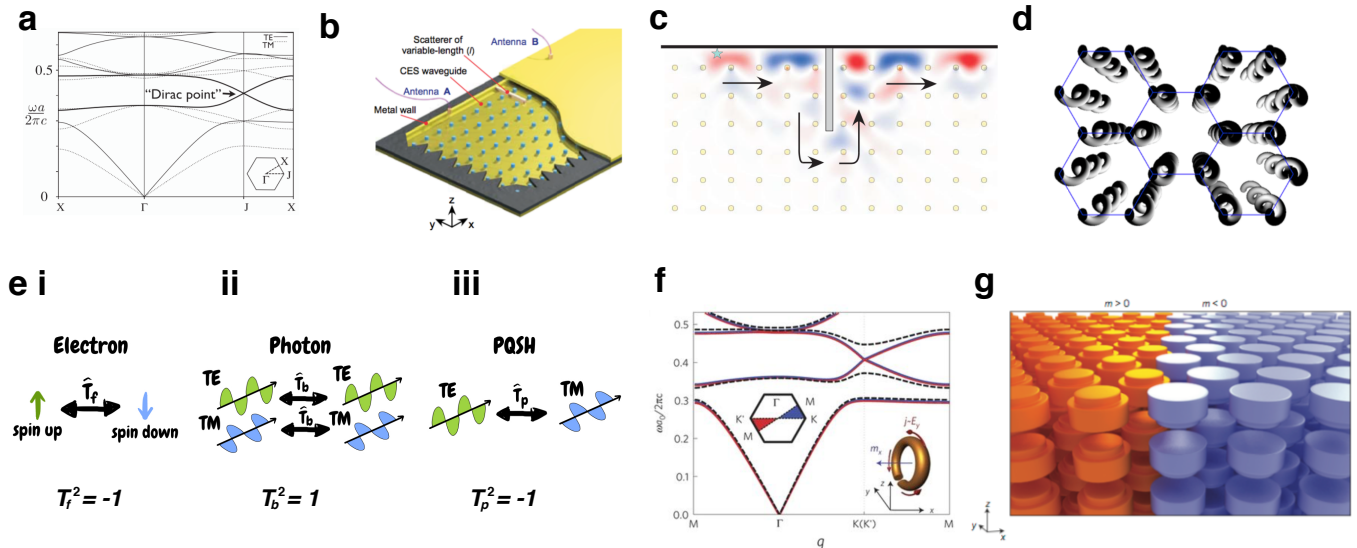 a
TE
TM
0.5
"Dirac point"
ωa
2πc
0
X
Γ
J
X
X
Γ
J
b
Scatterer of
variable-length (l)
Antenna B
CES waveguide
Antenna A
Metal wall
z
y
x
c
d
e i
Electron
T̂f
spin up
spin down
Tf² = -1
ii
Photon
TE
T̂b
TE
TM
T̂b
TM
Tb² = 1
iii
PQSH
TE
T̂p
TM
Tp² = -1
f
0.5
0.4
0.3
0.2
0.1
0.0
ωa₀/2πc
Γ
M
K'
K
M
j~Ey
mx
z
y
x
M
Γ
K(K')
M
q
g
m > 0
m < 0
z
y
x